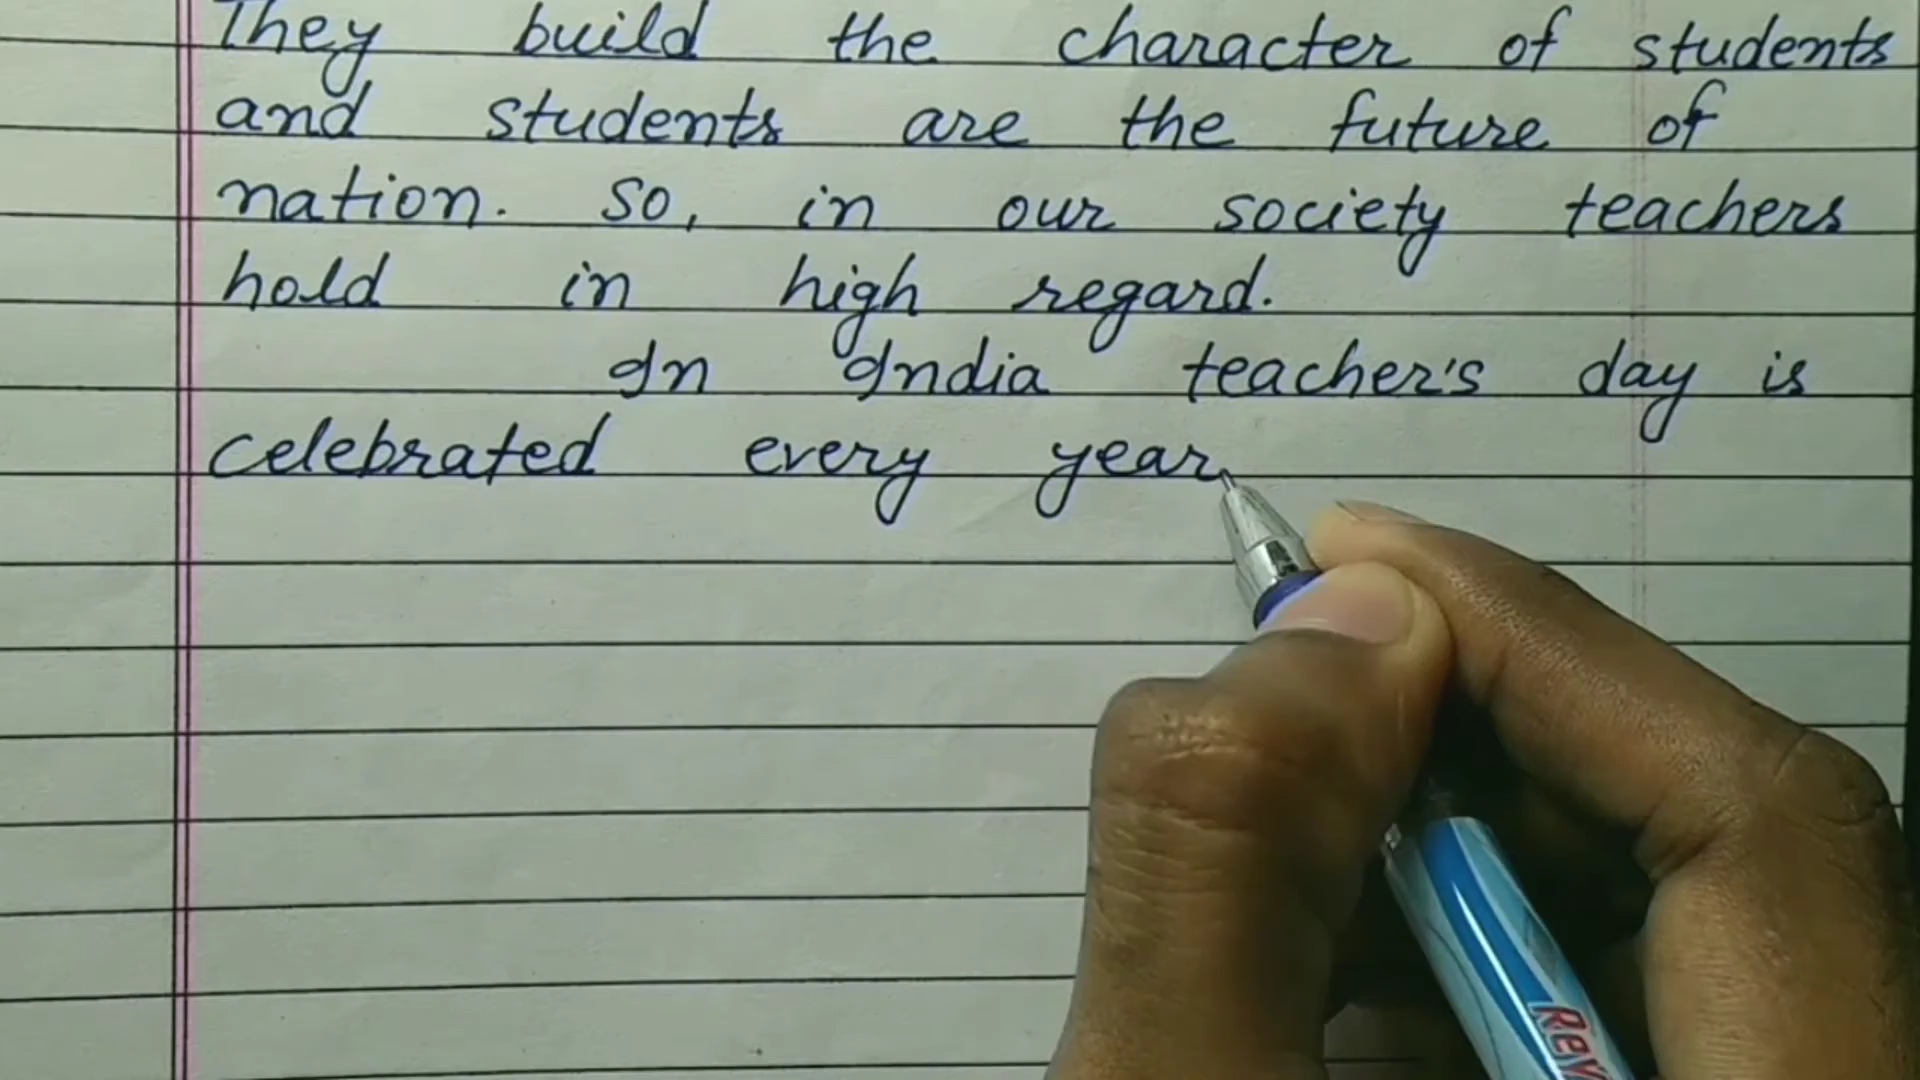 They build the character of students
and students are the future of
nation. So, in our society teachers
hold in high regard.
In India teacher's day is
celebrated every year